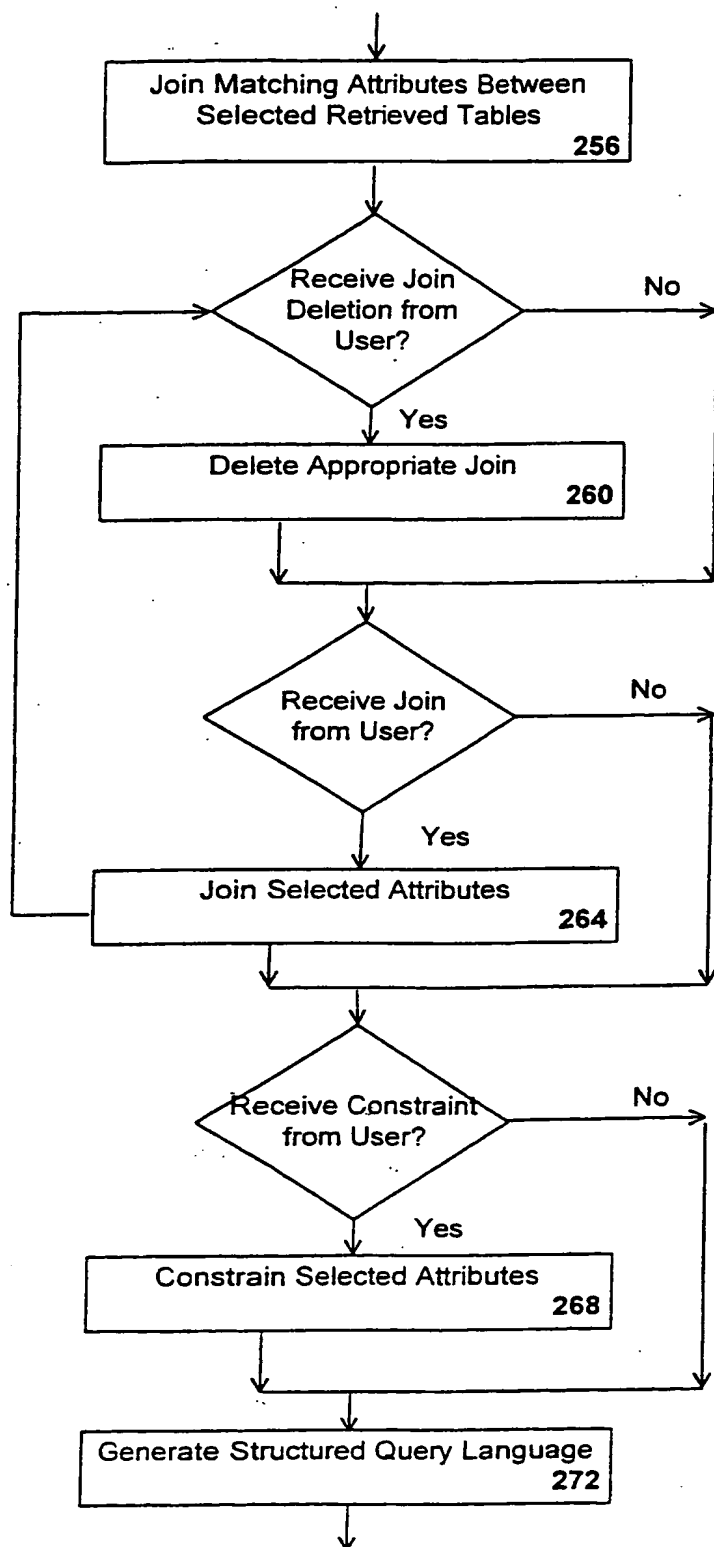 Join Matching Attributes Between
Selected Retrieved Tables
256
Receive Join
Deletion from
User?
No
Yes
Delete Appropriate Join
260
Receive Join
from User?
No
Yes
Join Selected Attributes
264
Receive Constraint
from User?
No
Yes
Constrain Selected Attributes
268
Generate Structured Query Language
272